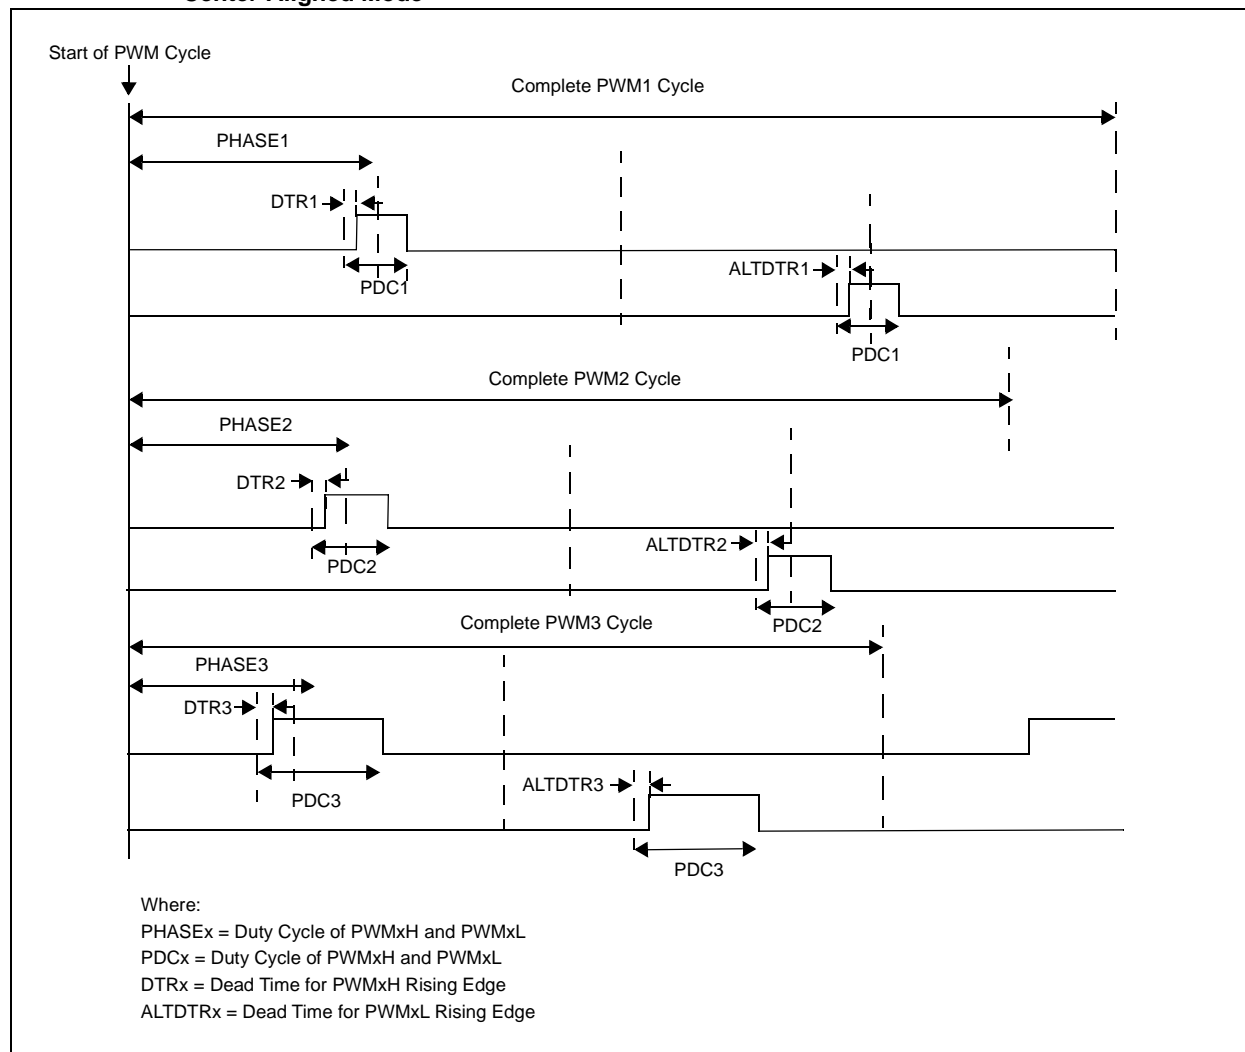 Center-Aligned Mode
Start of PWM Cycle
Complete PWM1 Cycle
PHASE1
DTR1
PDC1
ALTDTR1
PDC1
Complete PWM2 Cycle
PHASE2
DTR2
PDC2
ALTDTR2
PDC2
Complete PWM3 Cycle
PHASE3
DTR3
PDC3
ALTDTR3
PDC3
Where:
PHASEx = Duty Cycle of PWMxH and PWMxL
PDCx = Duty Cycle of PWMxH and PWMxL
DTRx = Dead Time for PWMxH Rising Edge
ALTDTRx = Dead Time for PWMxL Rising Edge